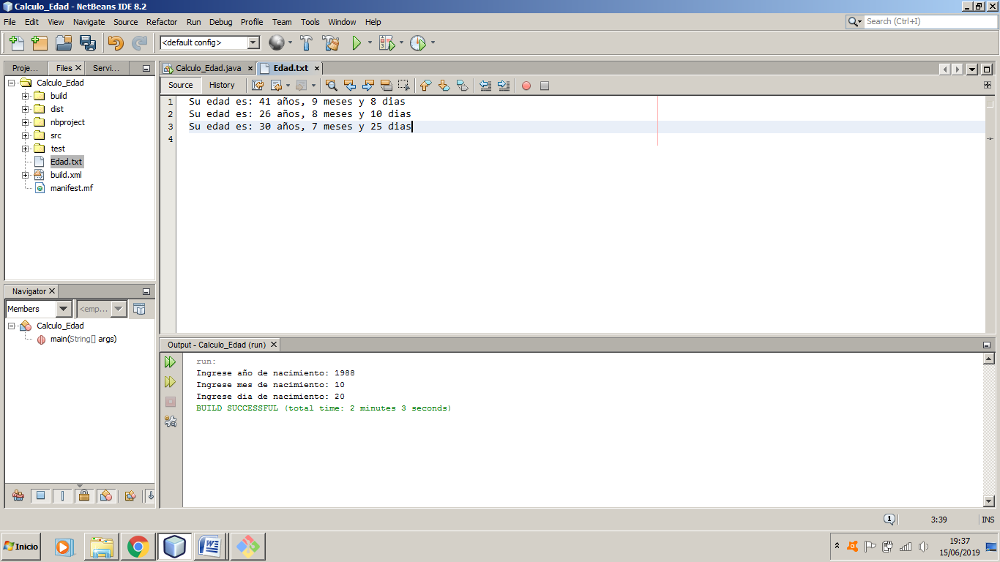 Calculo_Edad - NetBeans IDE 8.2
File Edit View Navigate Source Refactor Run Debug Profile Team Tools Window Help
Search (Ctrl+I)
<default config>
Proje... Files Servi...
Calculo_Edad
build
dist
nbproject
src
test
Edad.txt
build.xml
manifest.mf
Calculo_Edad.java Edad.txt
Source History
1 Su edad es: 41 años, 9 meses y 8 dias
2 Su edad es: 26 años, 8 meses y 10 dias
3 Su edad es: 30 años, 7 meses y 25 dias
4
Navigator
Members <emp...
Calculo_Edad
main(String[] args)
Output - Calculo_Edad (run)
run:
Ingrese año de nacimiento: 1988
Ingrese mes de nacimiento: 10
Ingrese dia de nacimiento: 20
BUILD SUCCESSFUL (total time: 2 minutes 3 seconds)
1 3:39 INS
Inicio
19:37
15/06/2019